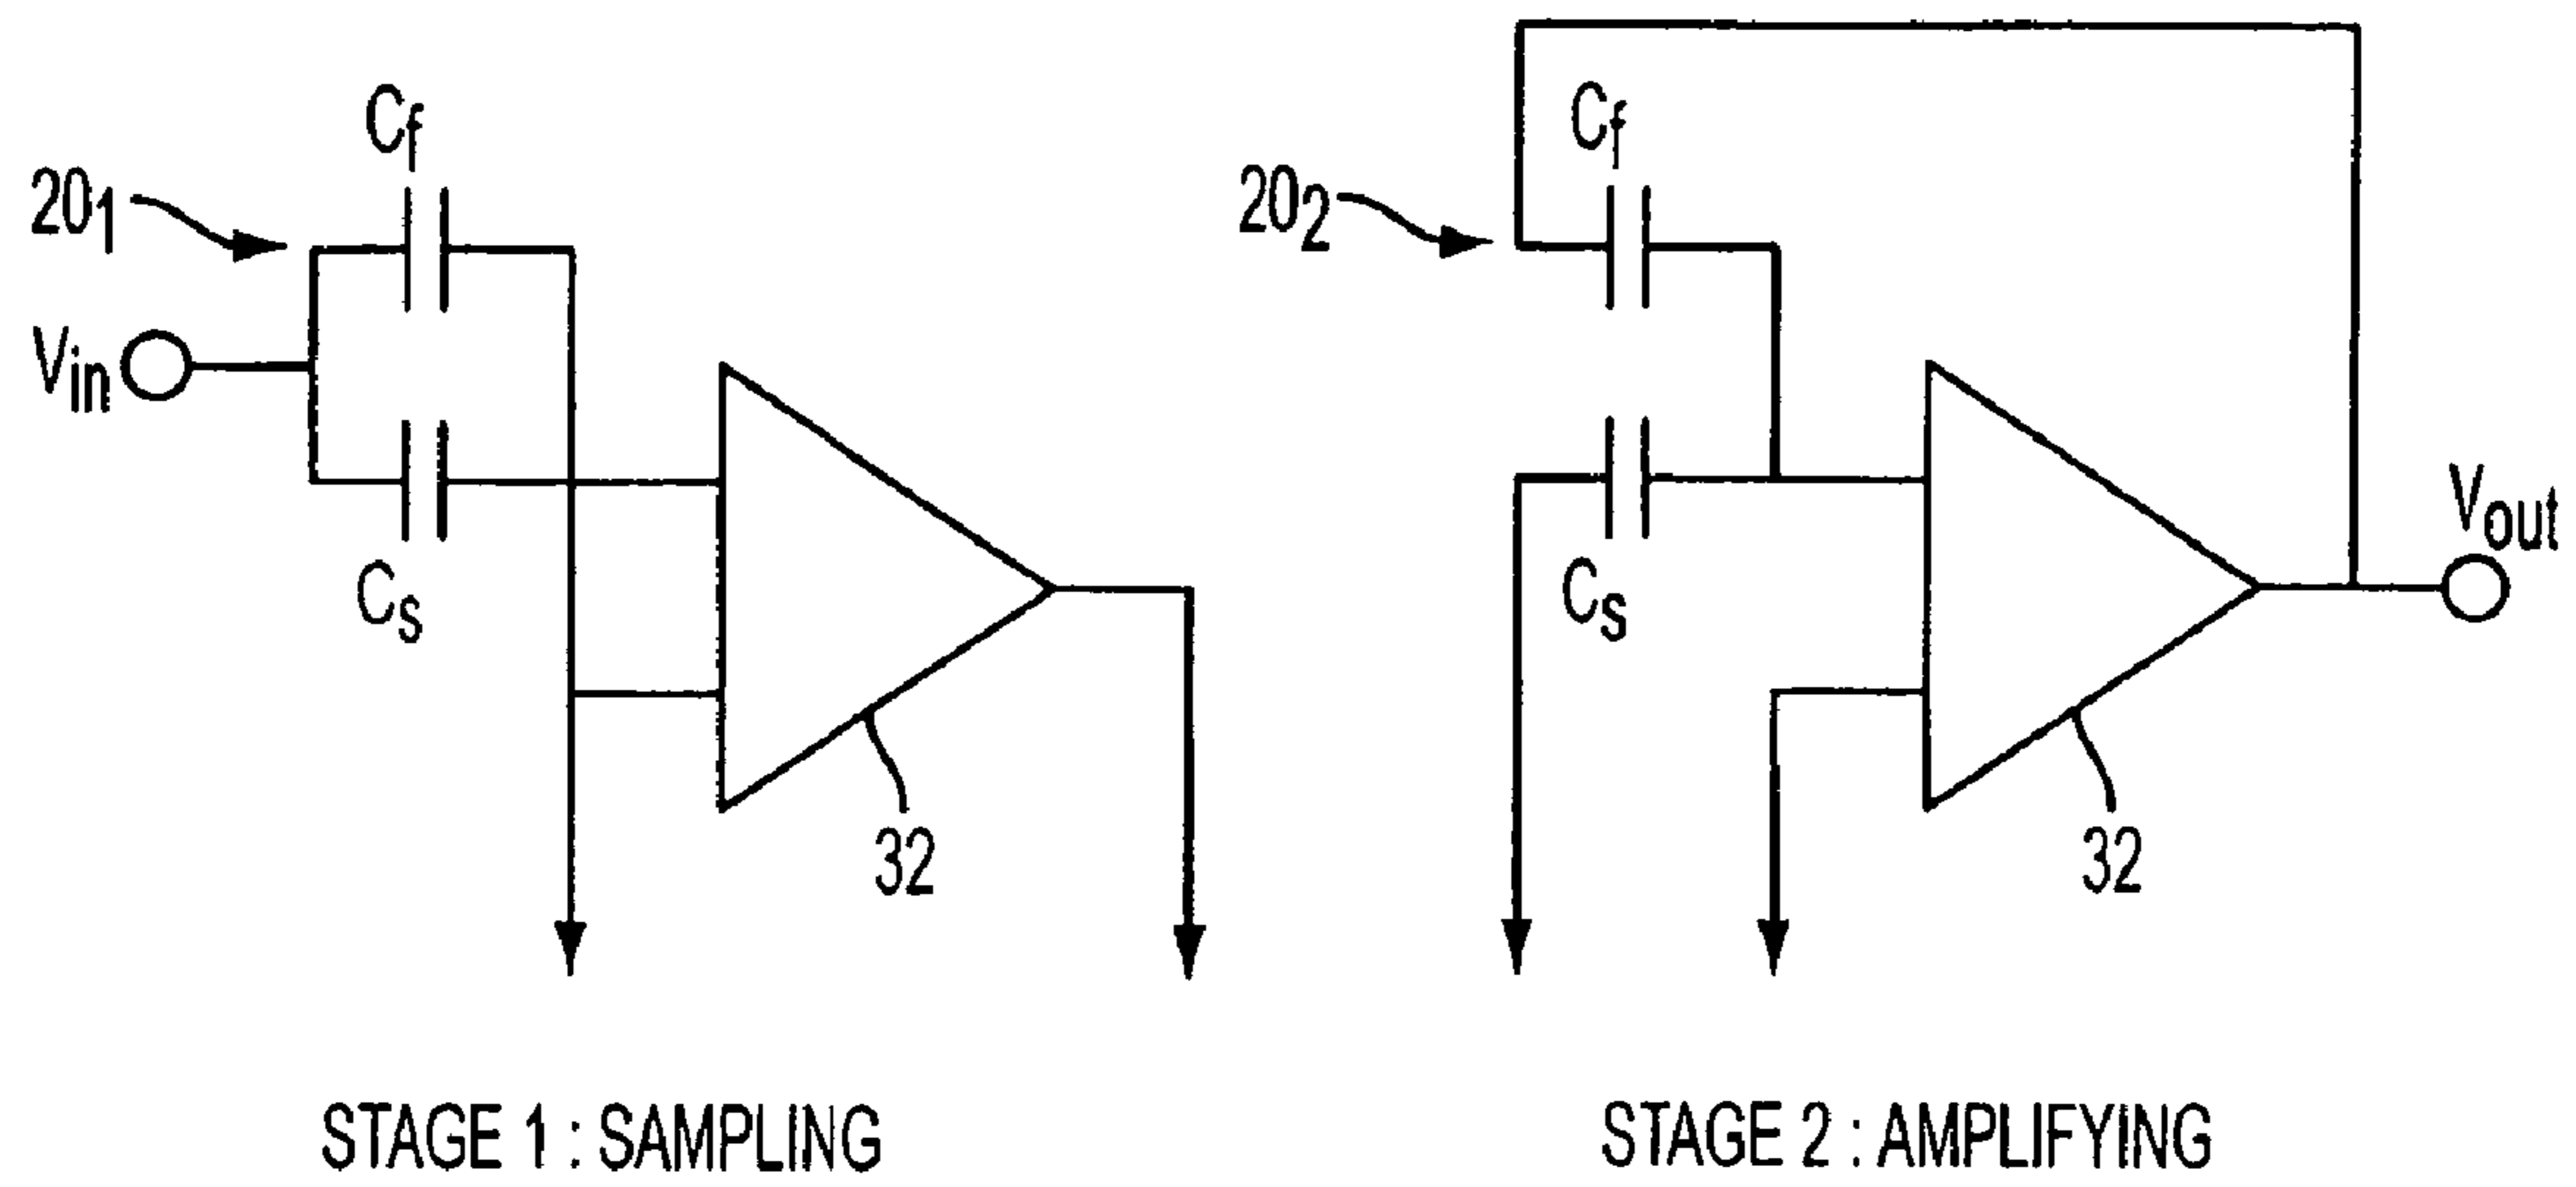 Cf
20₁
Vin
Cs
32
STAGE 1 : SAMPLING
Cf
20₂
Cs
Vout
32
STAGE 2 : AMPLIFYING